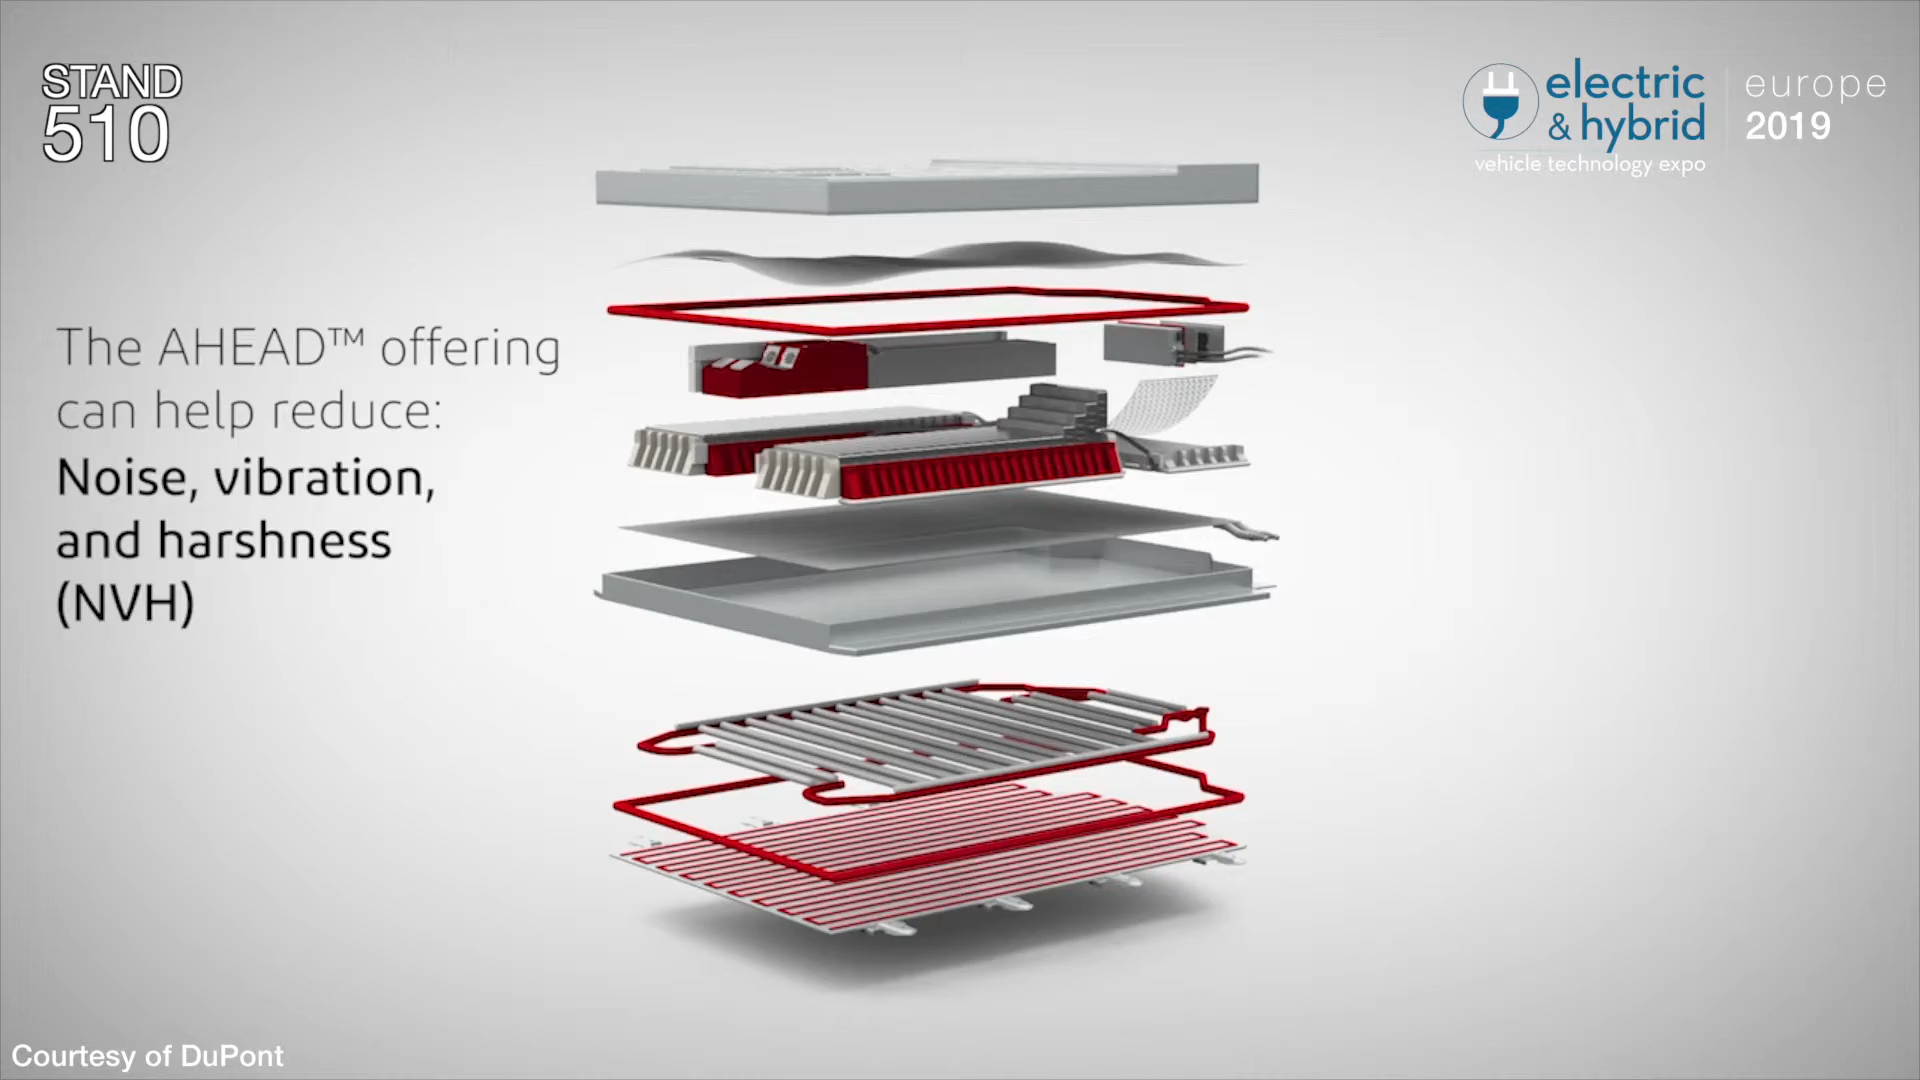 STAND
510
electric
& hybrid
vehicle technology expo
europe
2019
The AHEAD™ offering
can help reduce:
Noise, vibration,
and harshness
(NVH)
Courtesy of DuPont